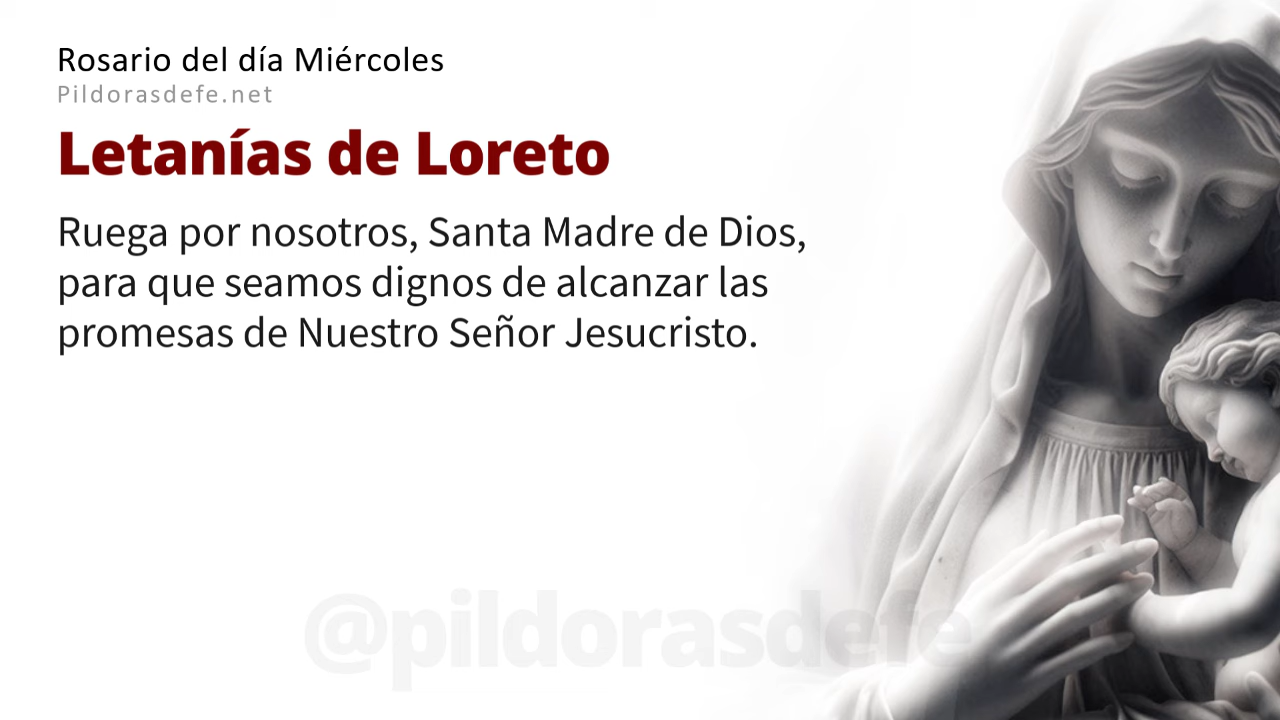 Rosario del día Miércoles
Pildorasdefe.net
Letanías de Loreto
Ruega por nosotros, Santa Madre de Dios,
para que seamos dignos de alcanzar las
promesas de Nuestro Señor Jesucristo.
@pildorasdefe